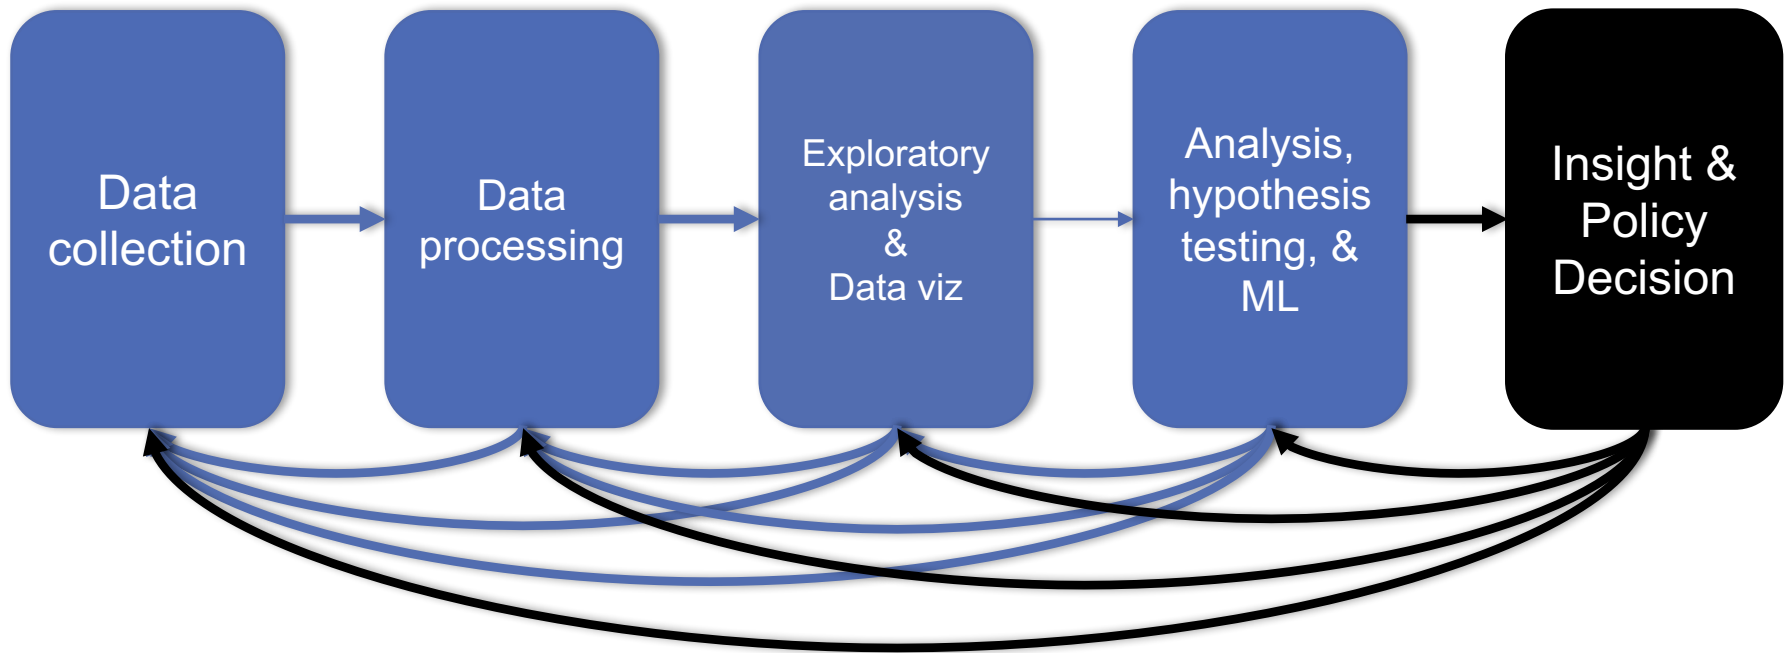 Data
collection
Data
processing
Exploratory
analysis
&
Data viz
Analysis,
hypothesis
testing, &
ML
Insight &
Policy
Decision